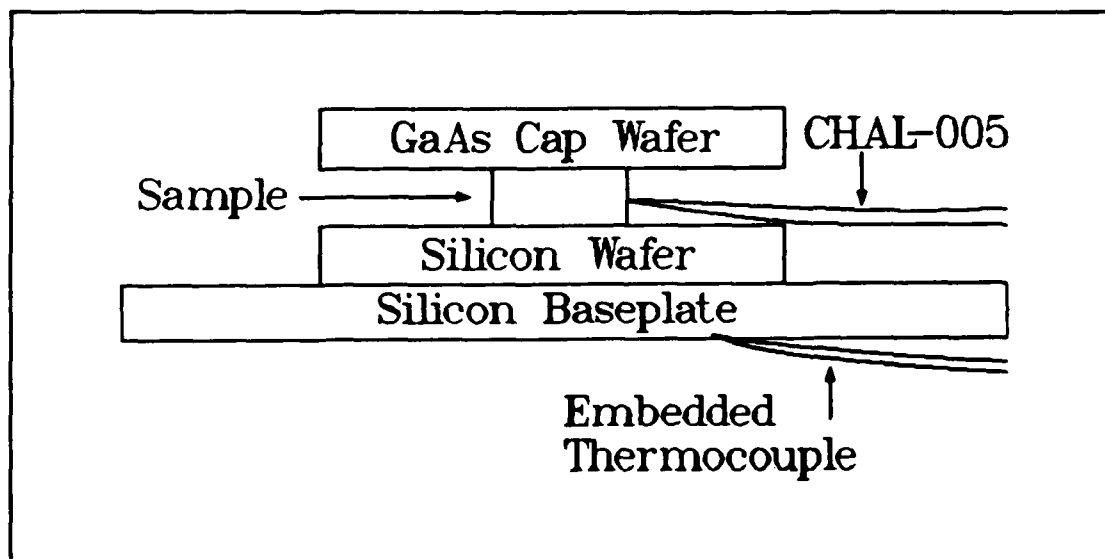 GaAs Cap Wafer
CHAL-005
Sample
Silicon Wafer
Silicon Baseplate
Embedded
Thermocouple